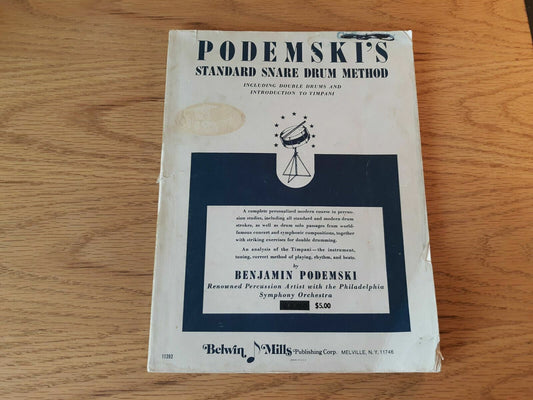 PODEMSKI'S
STANDARD SNARE DRUM METHOD
INCLUDING DOUBLE DRUMS AND
INTRODUCTION TO TIMPANI
A complete personalized modern course in percus-
sion studies, including all standard and modern drum
strokes, as well as drum solo passages from world-
famous concert and symphonic compositions, together
with striking exercises for double drumming.
An analysis of the Timpani—the instrument,
tuning, correct method of playing, rhythm, and beats.
by
BENJAMIN PODEMSKI
Renowned Percussion Artist with the Philadelphia
Symphony Orchestra
$5.00
Belwin Mills Publishing Corp. MELVILLE, N.Y. 11746
11392